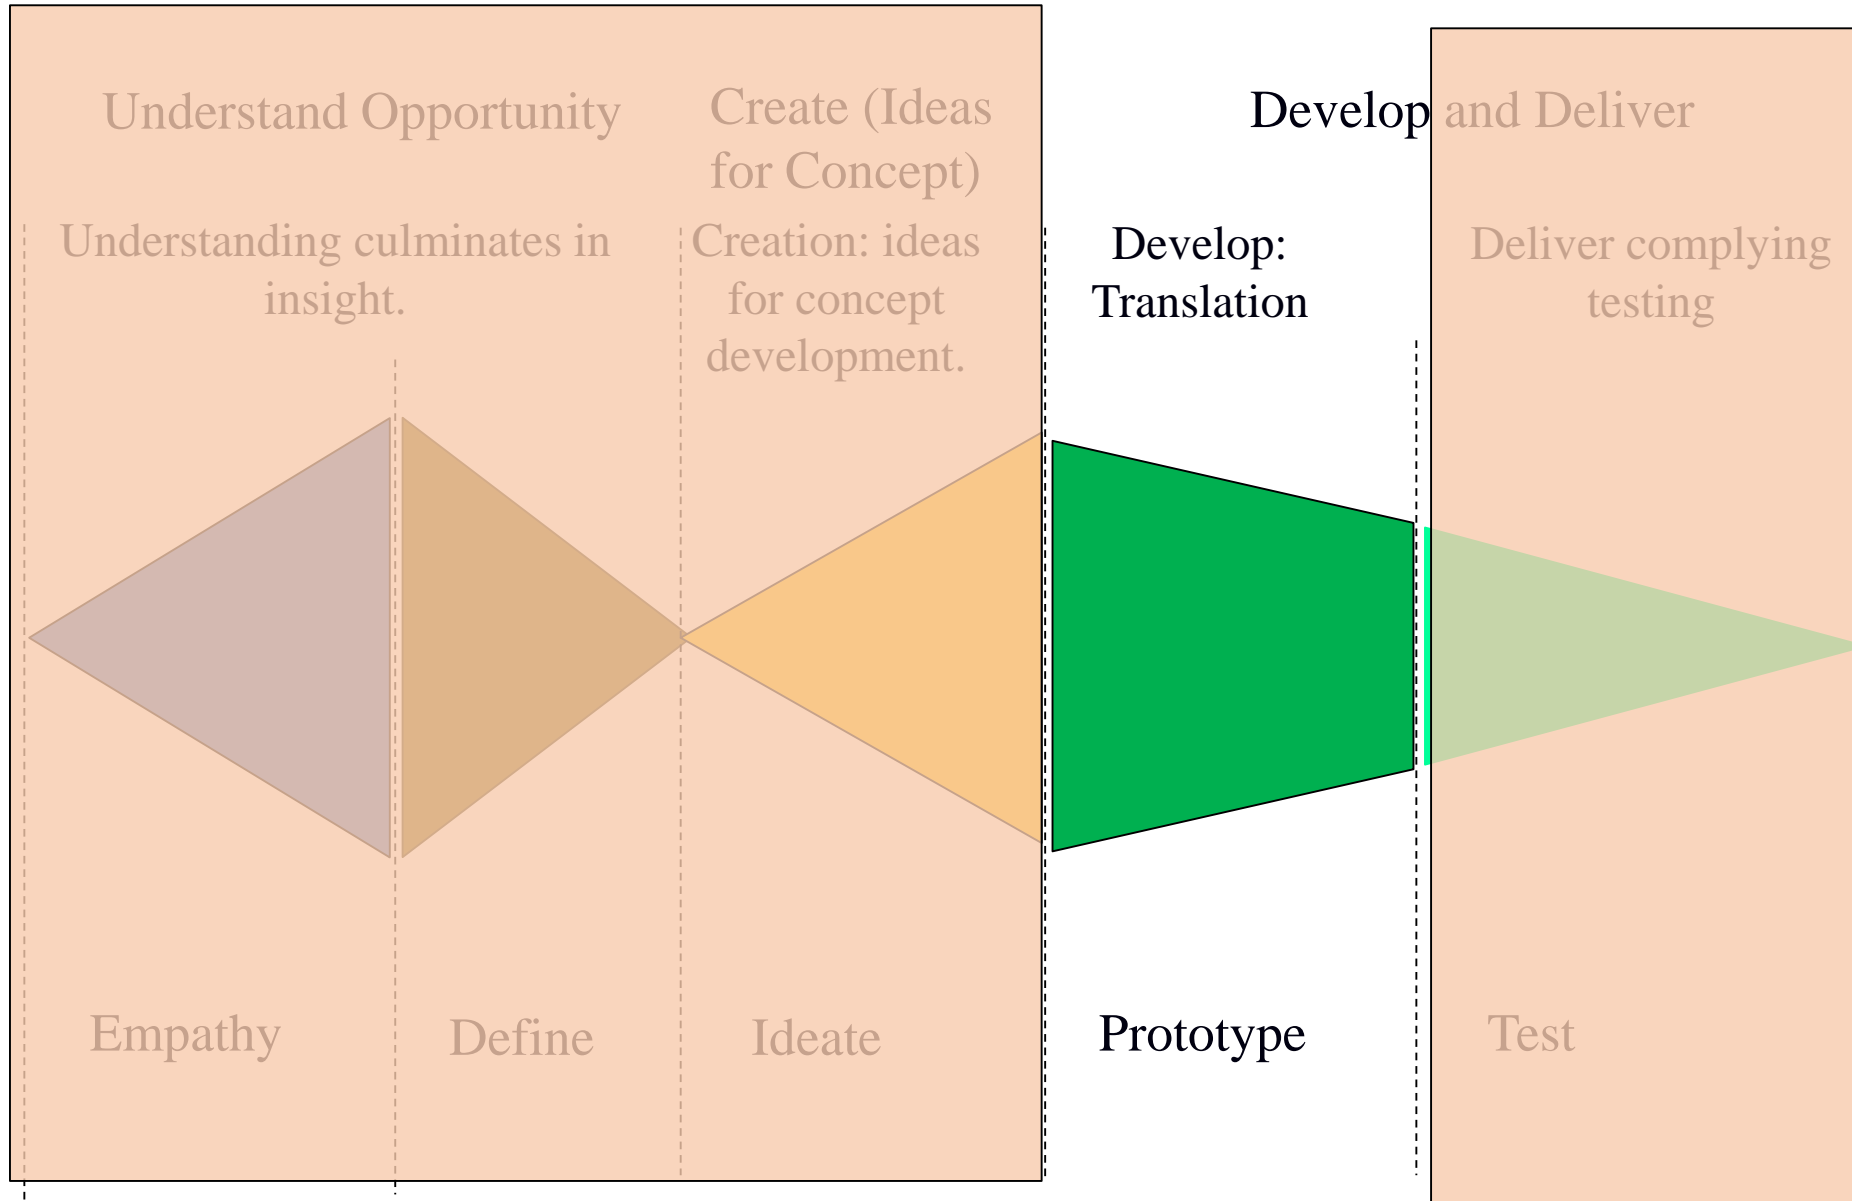 Understand Opportunity
Create (Ideas
for Concept)
Develop and Deliver
Understanding culminates in
insight.
Creation: ideas
for concept
development.
Develop:
Translation
Deliver complying
testing
Empathy
Define
Ideate
Prototype
Test